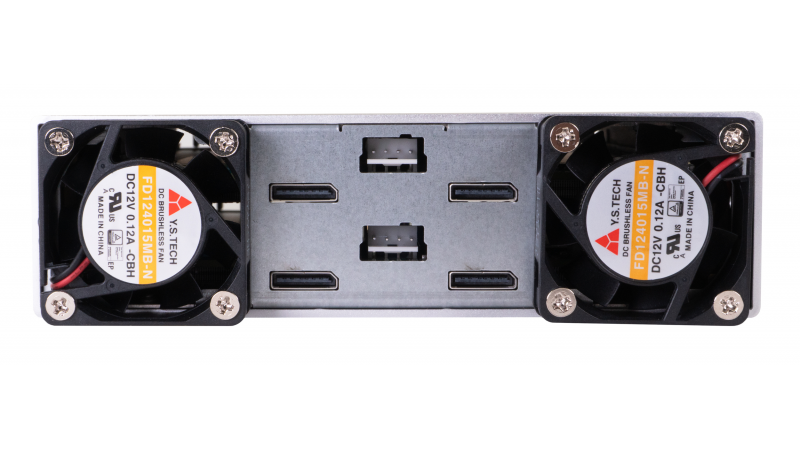 Y.S.TECH
DC BRUSHLESS FAN
FD124015MB-N
DC12V 0.12A -CBH
C US
A MADE IN CHINA
EP
Y.S.TECH
DC BRUSHLESS FAN
FD124015MB-N
DC12V 0.12A -CBH
C US
A MADE IN CHINA
EP